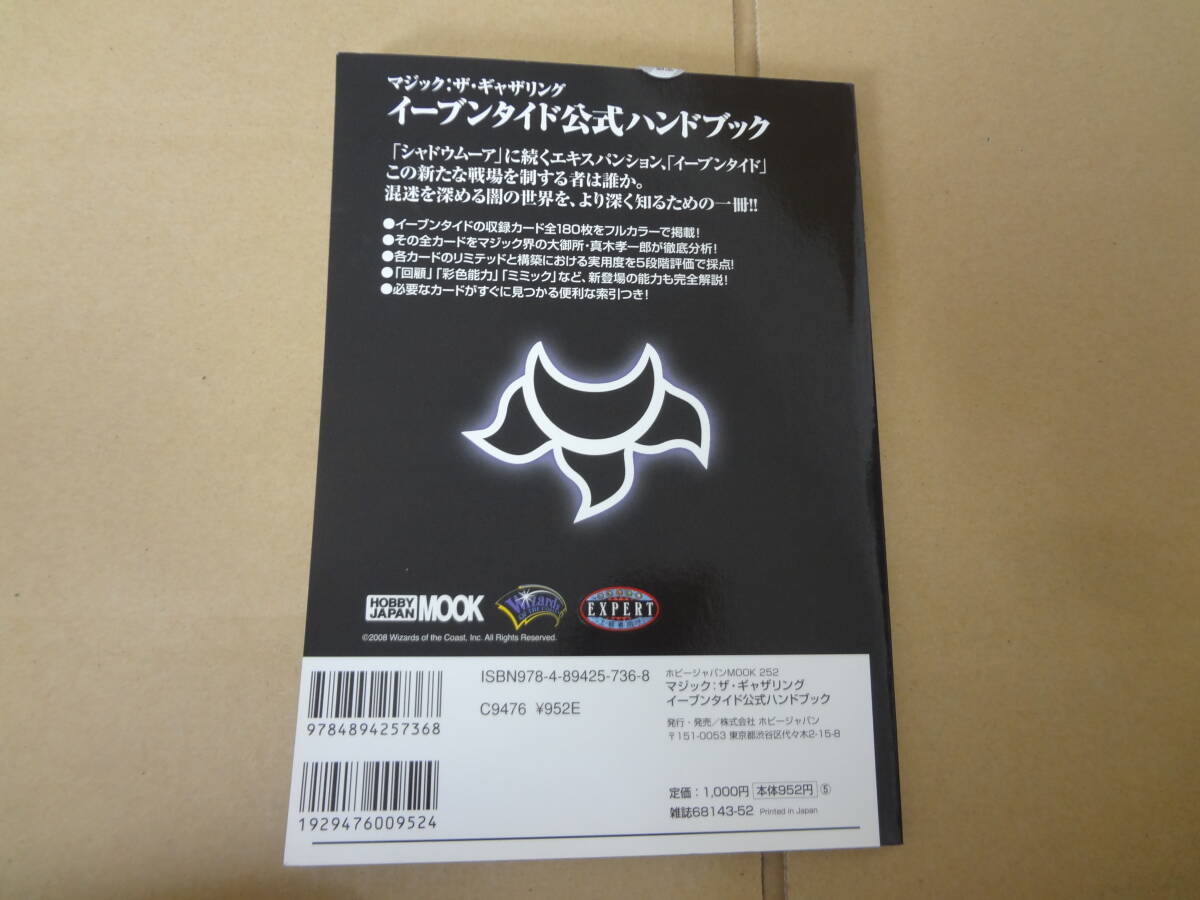 マジック：ザ・ギャザリング
イーブンタイド公式ハンドブック
「シャドウムーア」に続くエキスパンション、「イーブンタイド」
この新たな戦場を制する者は誰か。
混迷を深める闇の世界を、より深く知るための一冊!!
●イーブンタイドの収録カード全180枚をフルカラーで掲載！
●その全カードをマジック界の大御所・真木孝一郎が徹底分析！
●各カードのリミテッドと構築における実用度を5段階評価で採点！
●「回顧」「彩色能力」「ミミック」など、新登場の能力も完全解説！
●必要なカードがすぐに見つかる便利な索引つき！
HOBBY JAPAN MOOK
Wizards OF THE COAST
EXPERT
©2008 Wizards of the Coast, Inc. All Rights Reserved.
ISBN978-4-89425-736-8
C9476 ¥952E
9784894257368
1929476009524
ホビージャパンMOOK 252
マジック：ザ・ギャザリング
イーブンタイド公式ハンドブック
発行・発売／株式会社 ホビージャパン
〒151-0053 東京都渋谷区代々木2-15-8
定価：1,000円 本体952円 ⑤
雑誌68143-52 Printed in Japan